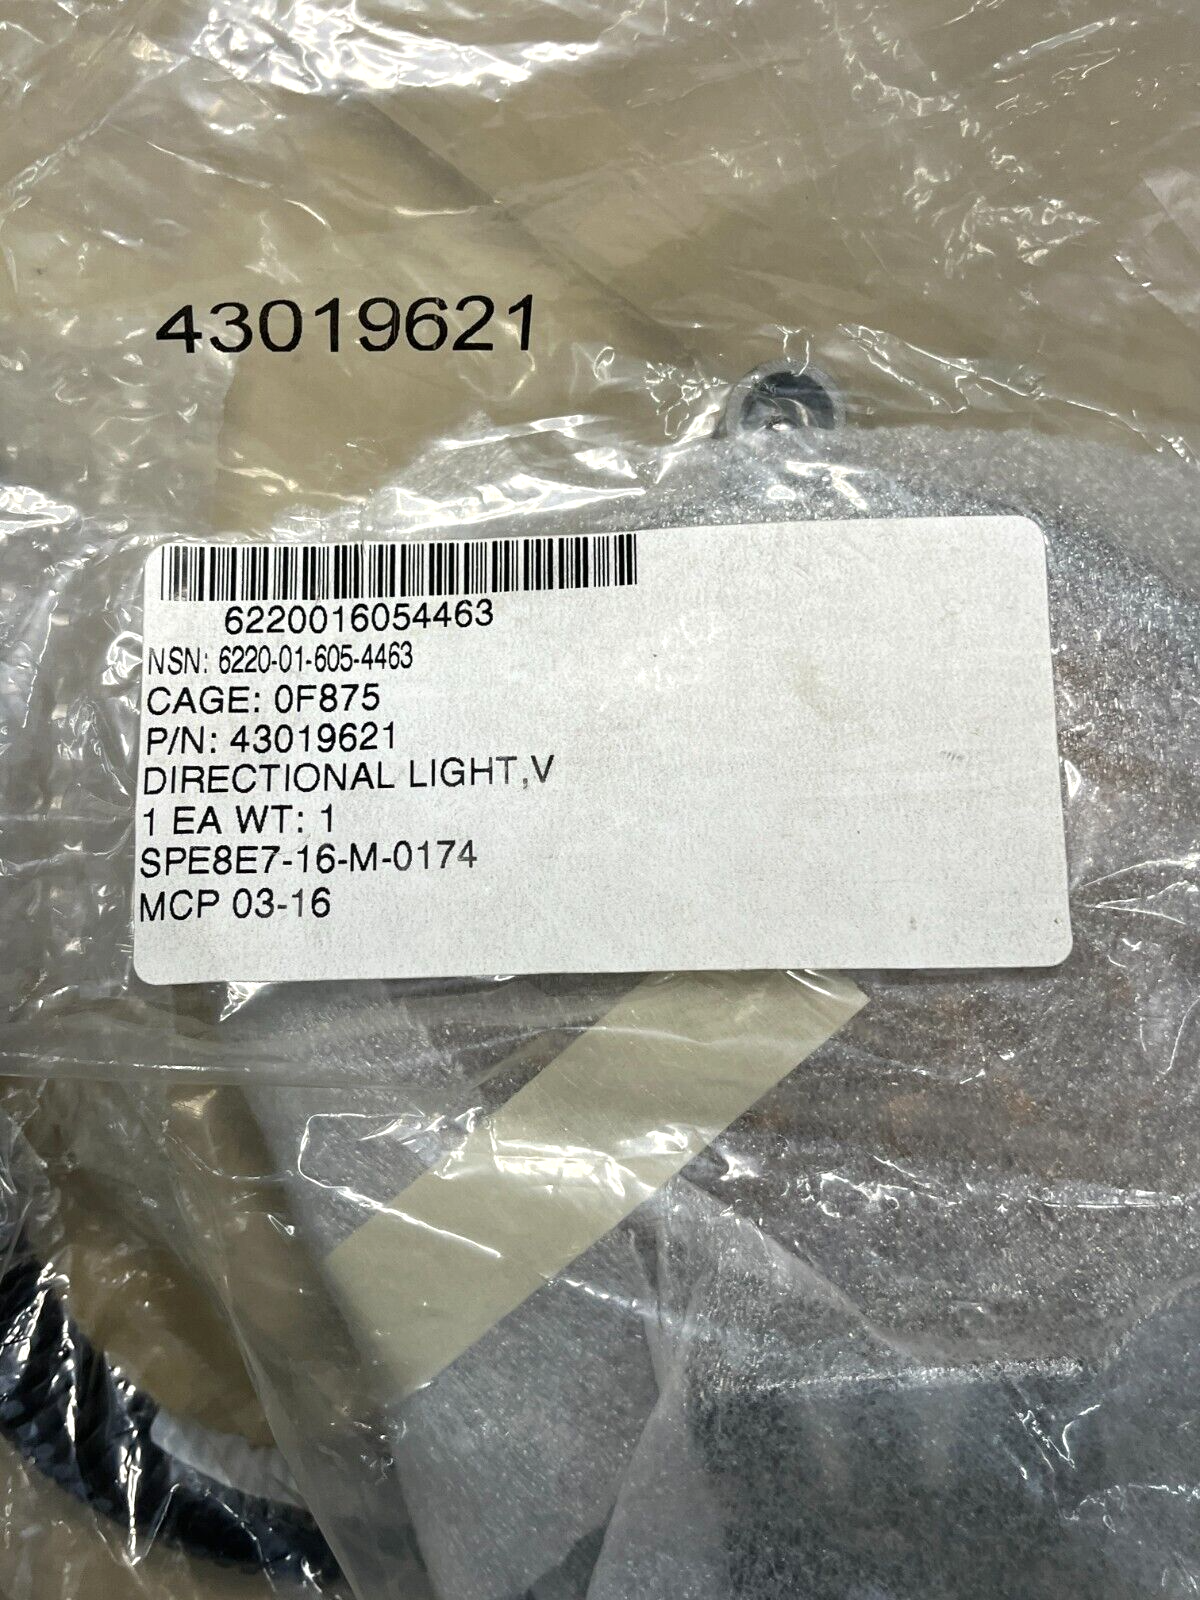 43019621
6220016054463
NSN: 6220-01-605-4463
CAGE: 0F875
P/N: 43019621
DIRECTIONAL LIGHT,V
1 EA WT: 1
SPE8E7-16-M-0174
MCP 03-16